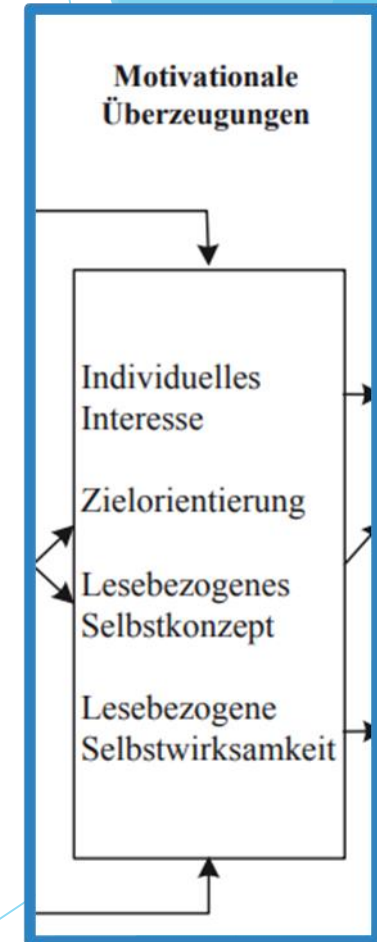 Motivationale
Überzeugungen
Individuelles
Interesse
Zielorientierung
Lesebezogenes
Selbstkonzept
Lesebezogene
Selbstwirksamkeit